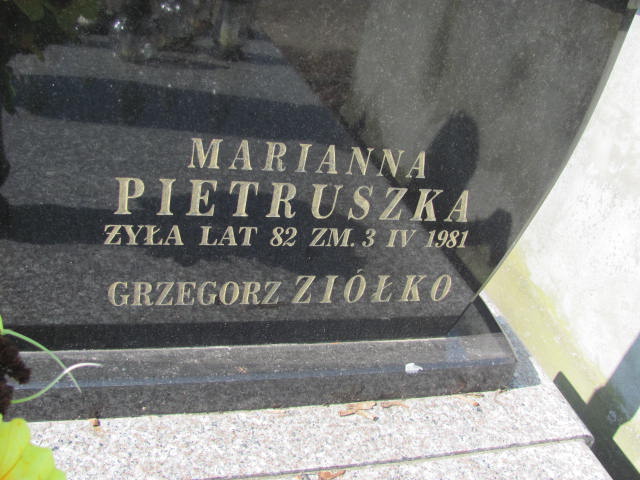 MARIANNA
PIETRUSZKA
ŻYŁA LAT 82 ZM. 3 IV 1981
GRZEGORZ ZIÓŁKO